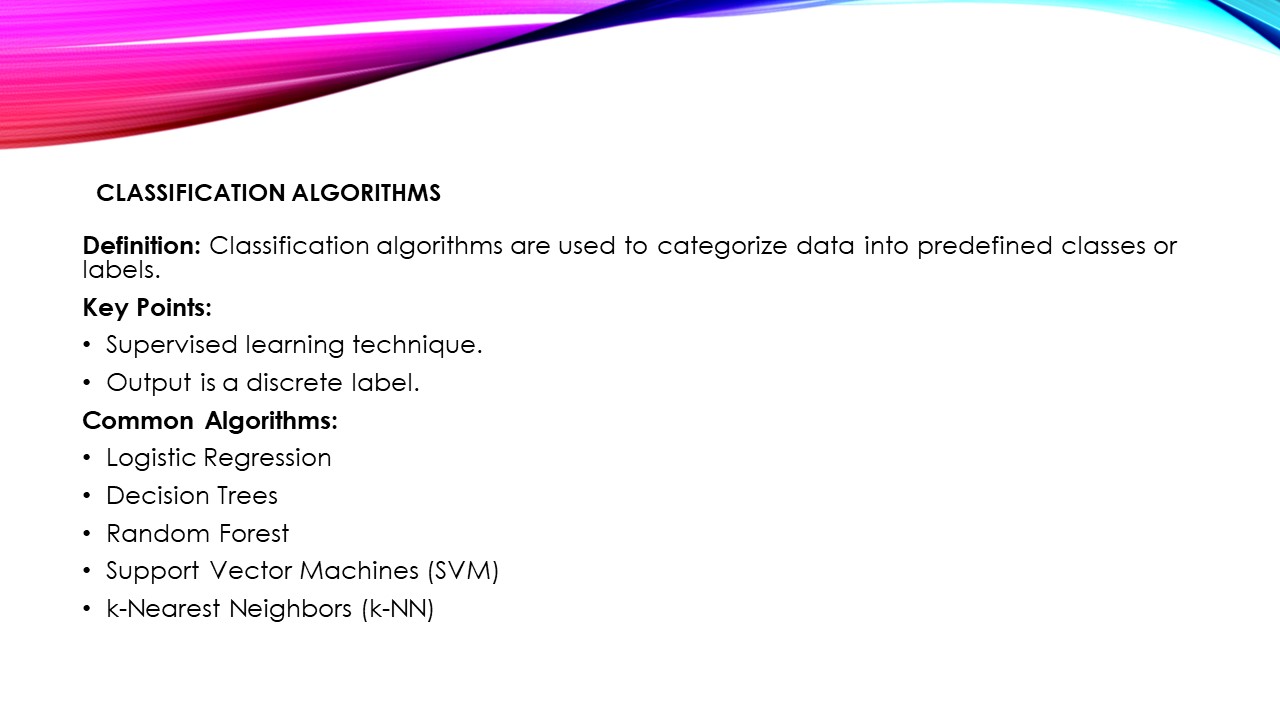 CLASSIFICATION ALGORITHMS
Definition: Classification algorithms are used to categorize data into predefined classes or
labels.
Key Points:
• Supervised learning technique.
• Output is a discrete label.
Common Algorithms:
• Logistic Regression
• Decision Trees
• Random Forest
• Support Vector Machines (SVM)
• k-Nearest Neighbors (k-NN)